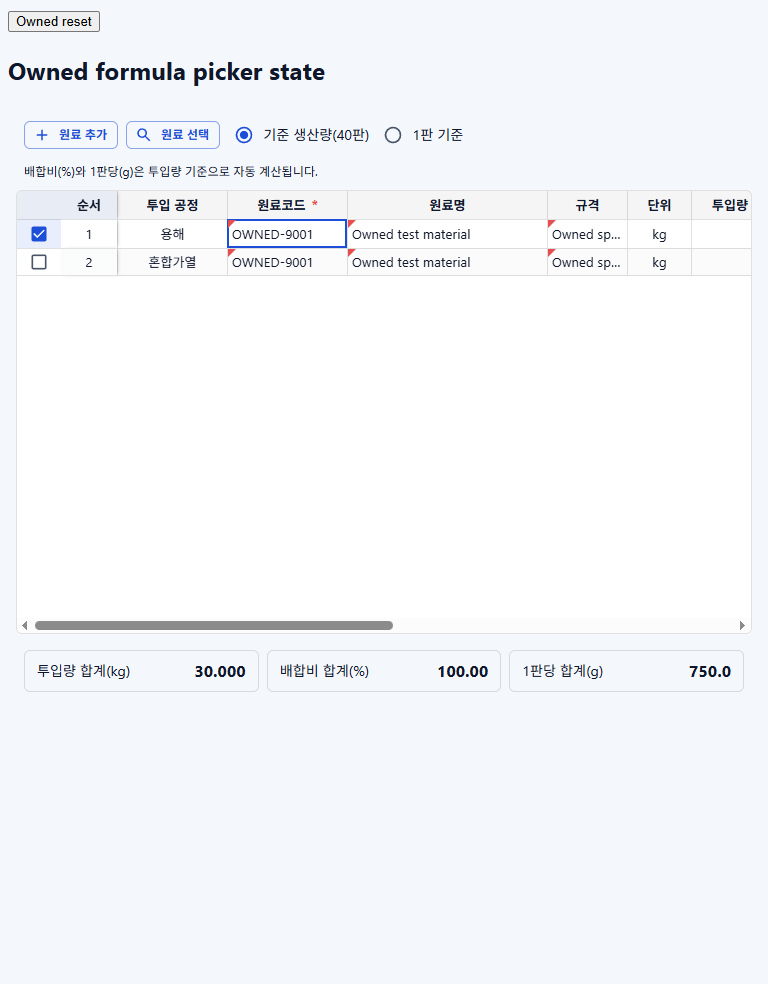 Owned reset
Owned formula picker state
원료 추가 원료 선택 기준 생산량(40판) 1판 기준
배합비(%)와 1판당(g)은 투입량 기준으로 자동 계산됩니다.
순서 투입 공정 원료코드 * 원료명 규격 단위 투입량
1 용해 OWNED-9001 Owned test material Owned sp... kg
2 혼합가열 OWNED-9001 Owned test material Owned sp... kg
투입량 합계(kg) 30.000 배합비 합계(%) 100.00 1판당 합계(g) 750.0